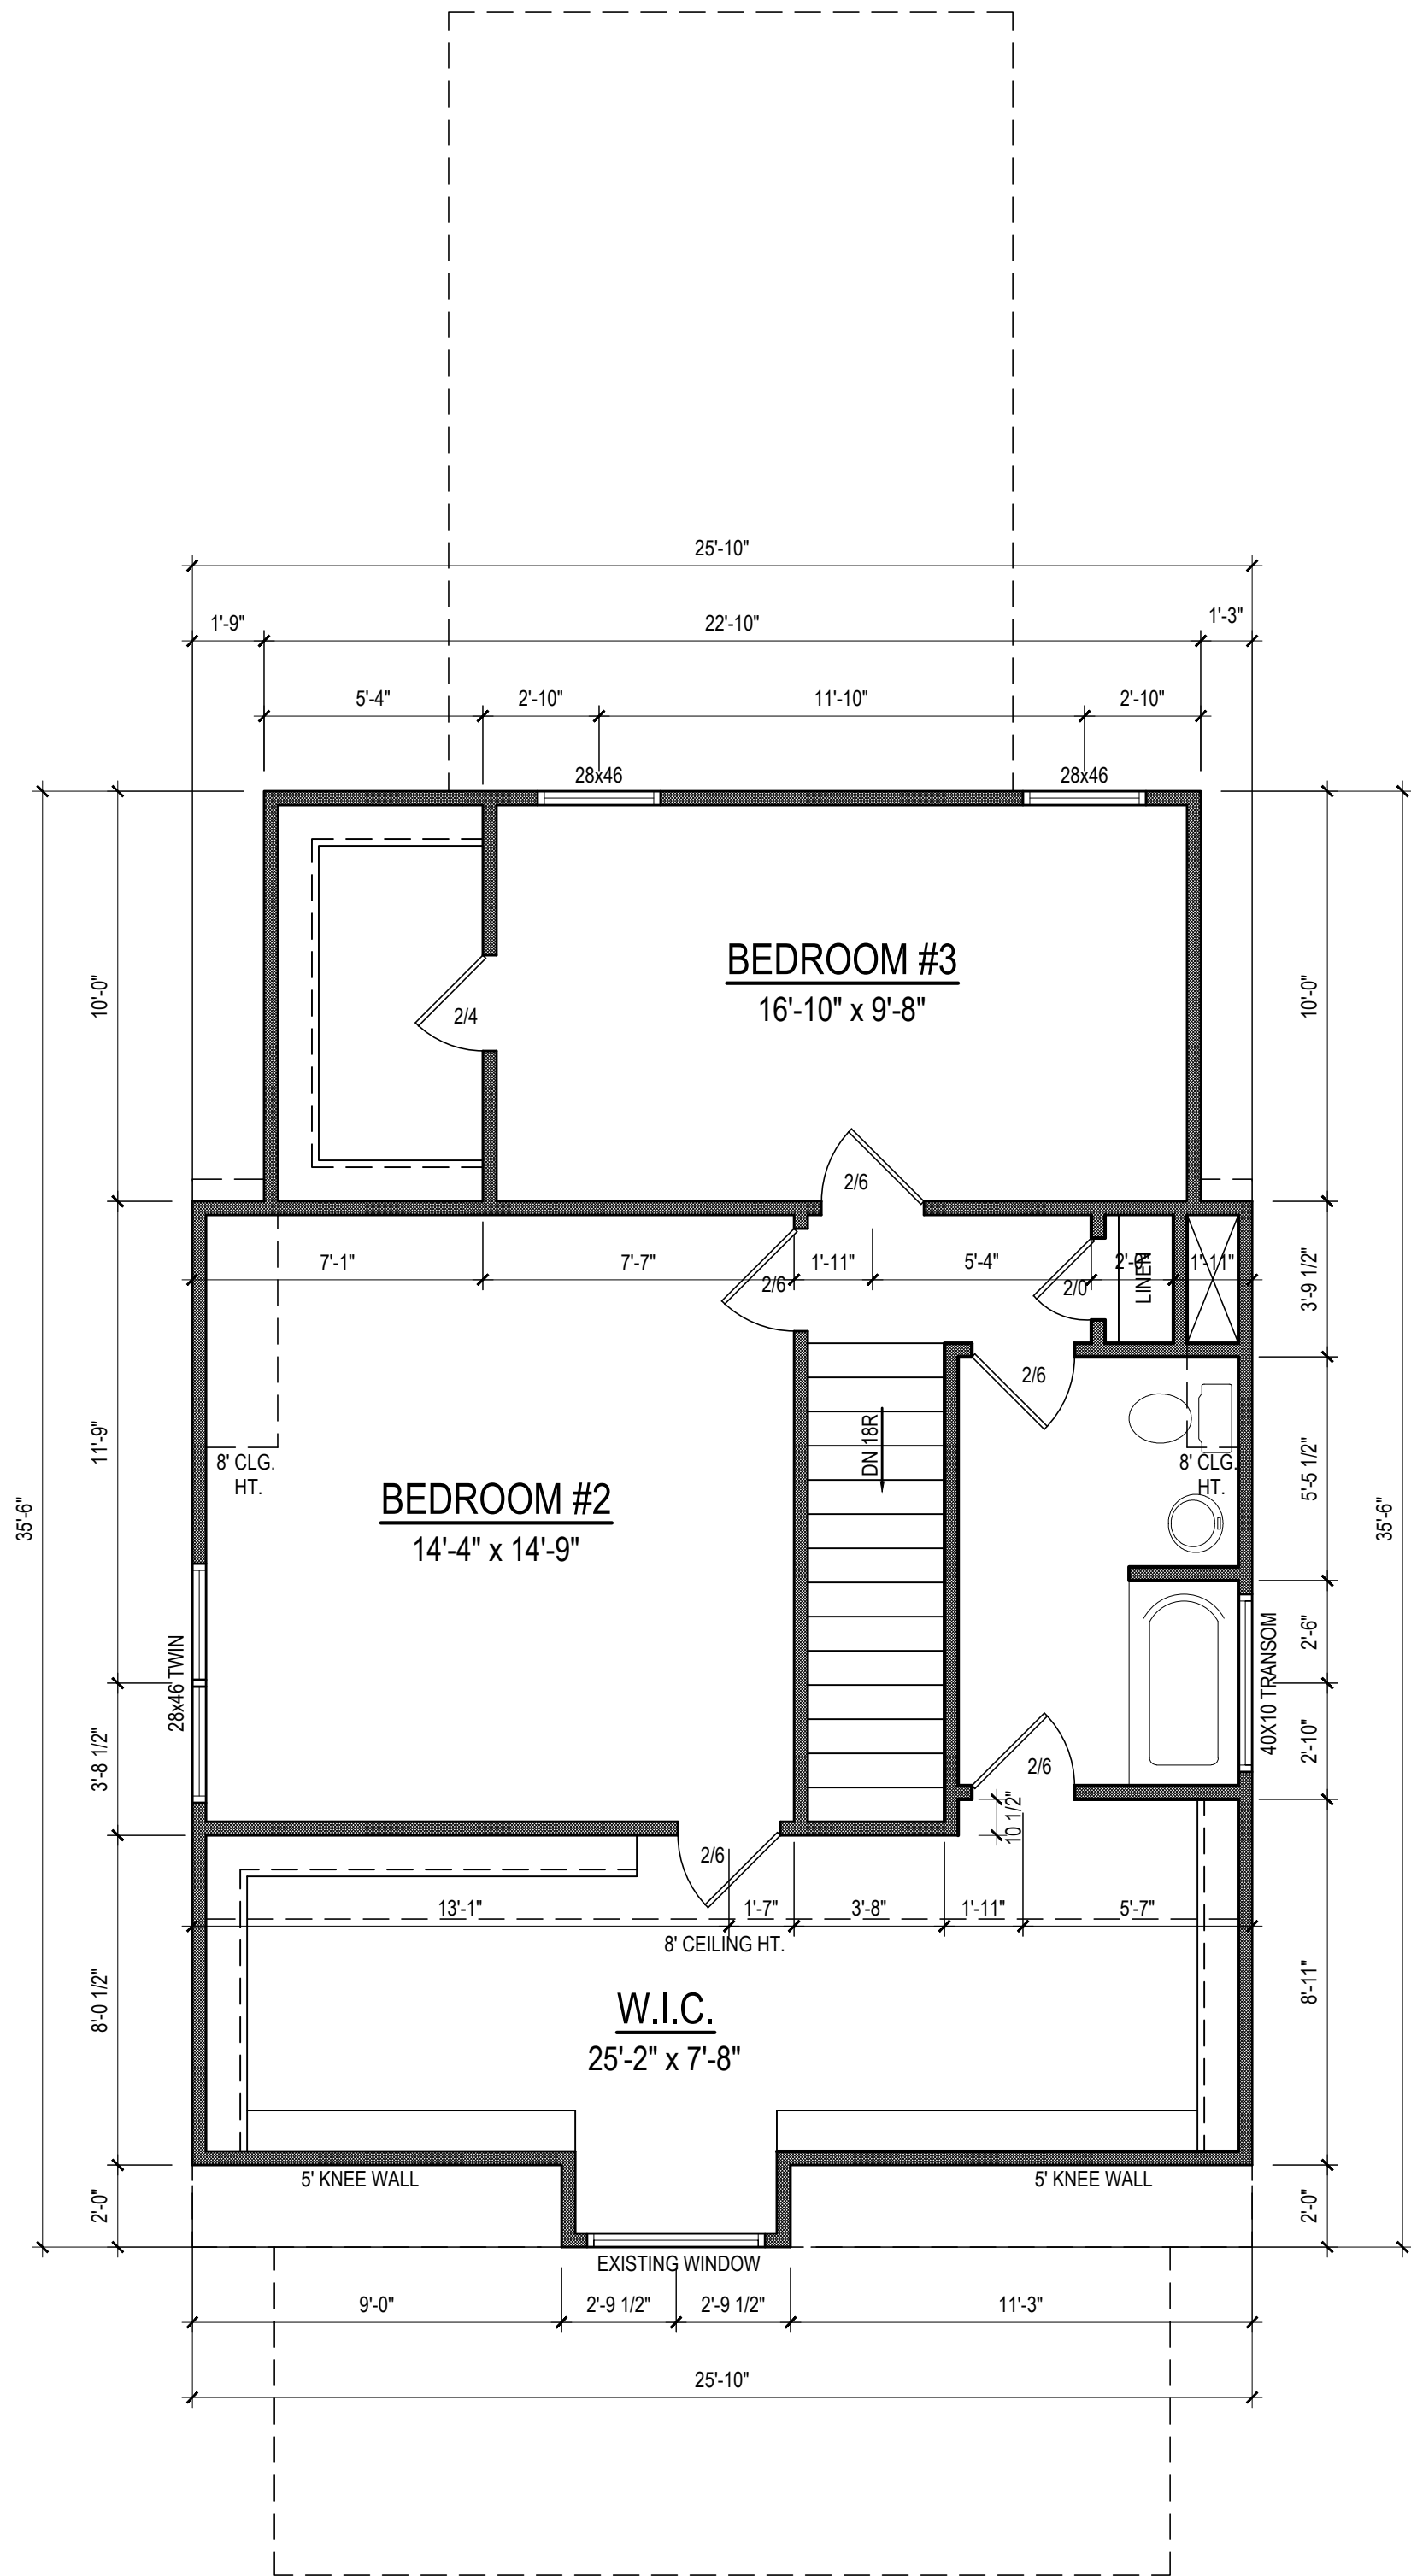 25'-10"
1'-9"
22'-10"
1'-3"
5'-4"
2'-10"
11'-10"
2'-10"
28x46
28x46
BEDROOM #3
16'-10" x 9'-8"
10'-0"
10'-0"
2/4
2/6
7'-1"
7'-7"
1'-11"
5'-4"
1'-11"
2/6
2/0
LINEN
3'-9 1/2"
2/6
DN 18R
8' CLG.
HT.
8' CLG.
HT.
11'-9"
5'-5 1/2"
35'-6"
35'-6"
BEDROOM #2
14'-4" x 14'-9"
28x46 TWIN
40X10 TRANSOM
2'-6"
2'-10"
3'-8 1/2"
2/6
10 1/2"
2/6
13'-1"
1'-7"
3'-8"
1'-11"
5'-7"
8' CEILING HT.
8'-0 1/2"
8'-11"
W.I.C.
25'-2" x 7'-8"
5' KNEE WALL
5' KNEE WALL
2'-0"
2'-0"
EXISTING WINDOW
9'-0"
2'-9 1/2"
2'-9 1/2"
11'-3"
25'-10"